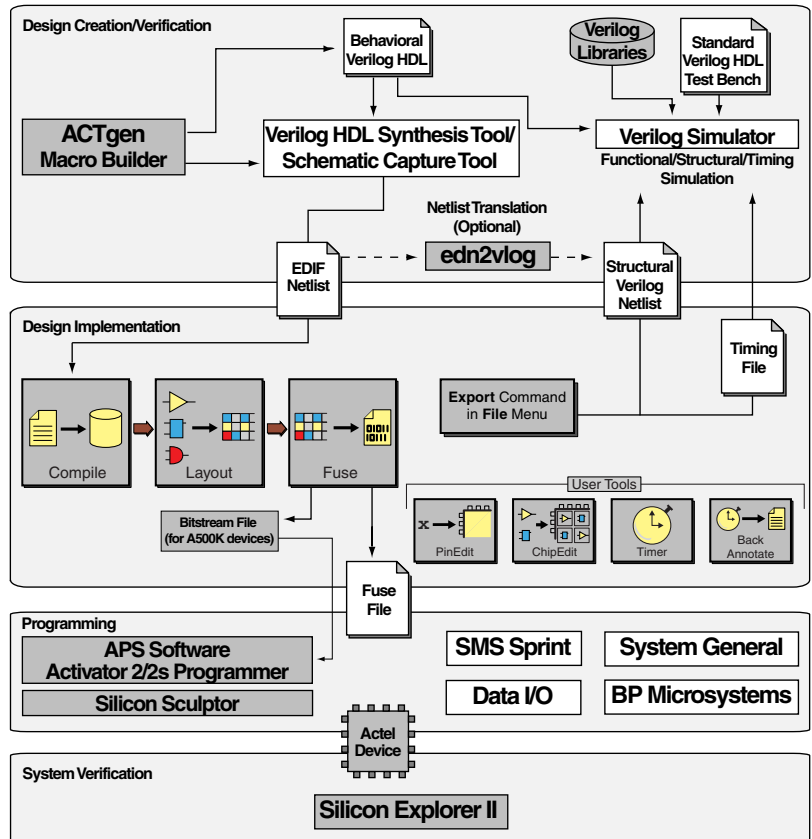 Design Creation/Verification
Behavioral
Verilog HDL
Verilog
Libraries
Standard
Verilog HDL
Test Bench
ACTgen
Macro Builder
Verilog HDL Synthesis Tool/
Schematic Capture Tool
Verilog Simulator
Functional/Structural/Timing
Simulation
Netlist Translation
(Optional)
EDIF
Netlist
edn2vlog
Structural
Verilog
Netlist
Design Implementation
Timing
File
Compile
Layout
01011
10111
Fuse
Export Command
in File Menu
User Tools
x
PinEdit
ChipEdit
Timer
Back
Annotate
Bitstream File
(for A500K devices)
Fuse
File
Programming
APS Software
Activator 2/2s Programmer
Silicon Sculptor
SMS Sprint
System General
Data I/O
BP Microsystems
Actel
Device
System Verification
Silicon Explorer II